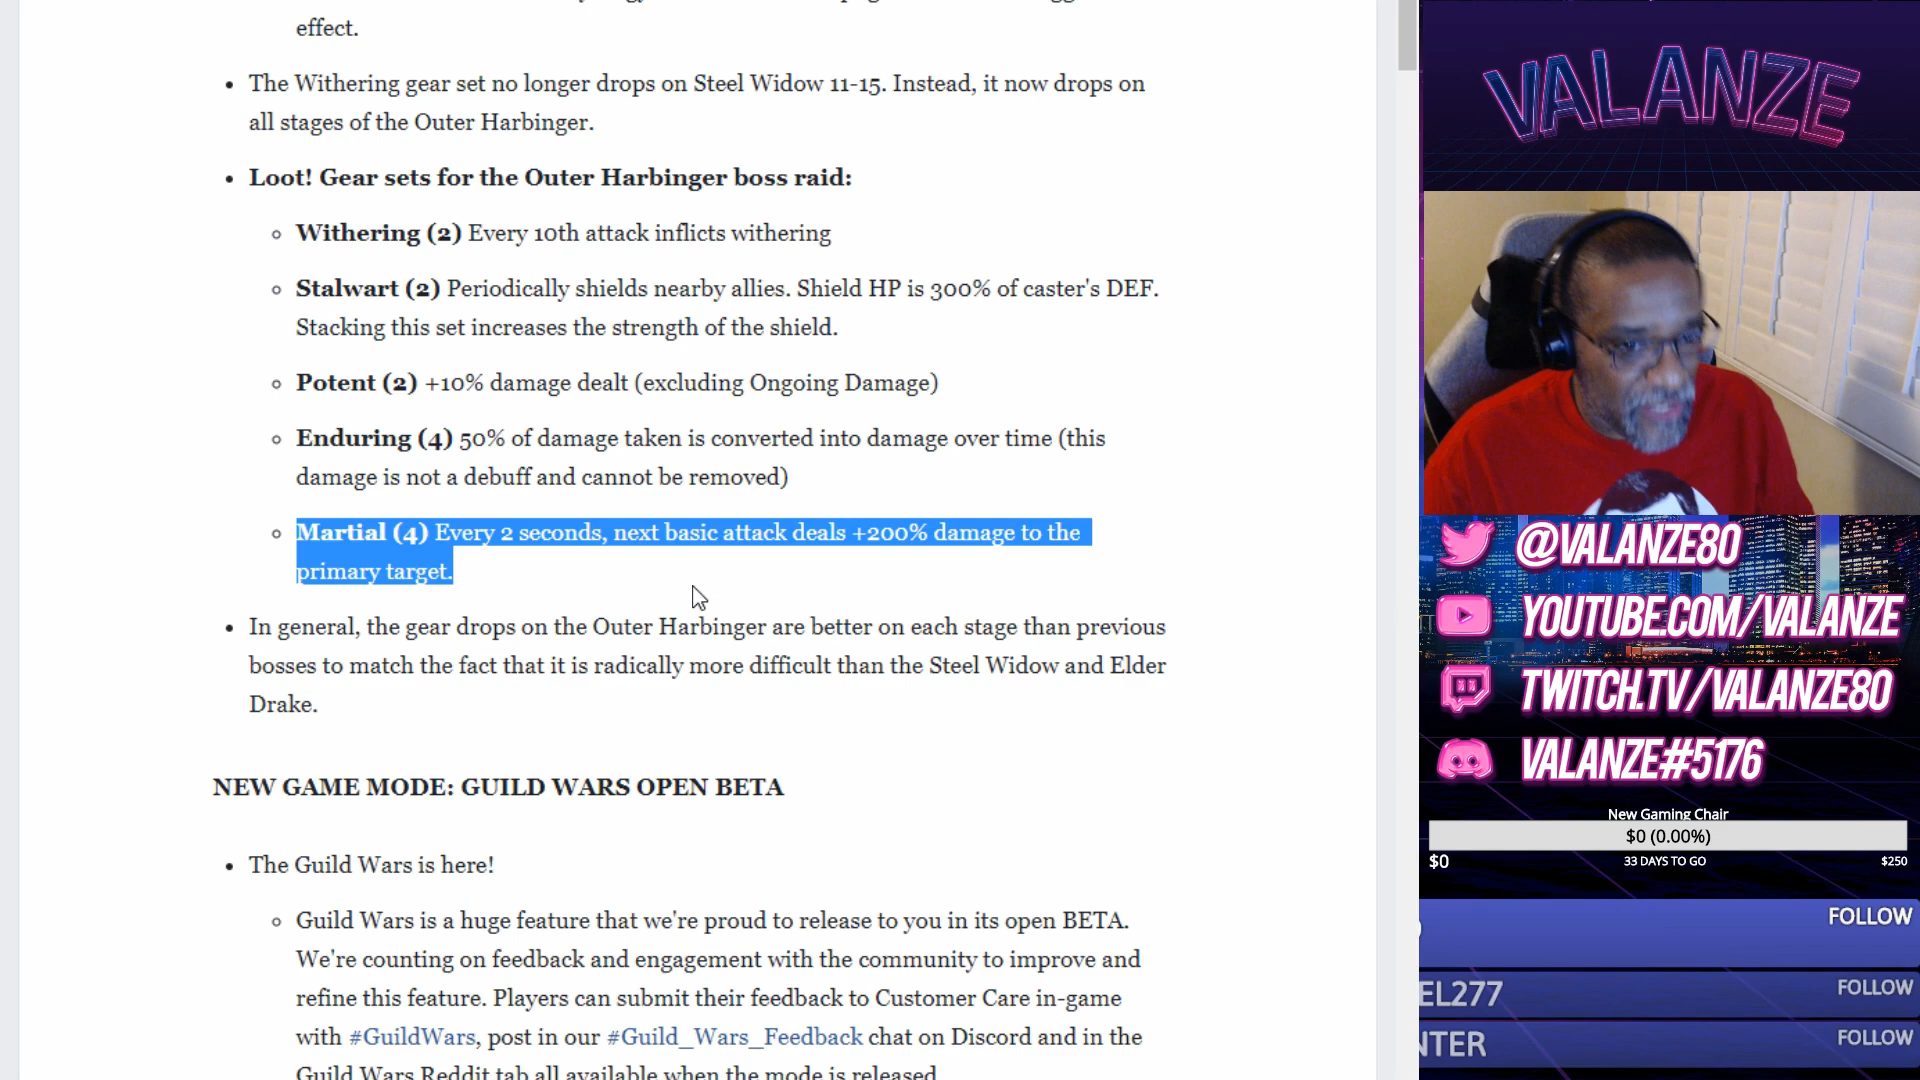 effect.
The Withering gear set no longer drops on Steel Widow 11-15. Instead, it now drops on
all stages of the Outer Harbinger.
Loot! Gear sets for the Outer Harbinger boss raid:
Withering (2) Every 10th attack inflicts withering
Stalwart (2) Periodically shields nearby allies. Shield HP is 300% of caster's DEF.
Stacking this set increases the strength of the shield.
Potent (2) +10% damage dealt (excluding Ongoing Damage)
Enduring (4) 50% of damage taken is converted into damage over time (this
damage is not a debuff and cannot be removed)
Martial (4) Every 2 seconds, next basic attack deals +200% damage to the
primary target.
In general, the gear drops on the Outer Harbinger are better on each stage than previous
bosses to match the fact that it is radically more difficult than the Steel Widow and Elder
Drake.
NEW GAME MODE: GUILD WARS OPEN BETA
The Guild Wars is here!
Guild Wars is a huge feature that we're proud to release to you in its open BETA.
We're counting on feedback and engagement with the community to improve and
refine this feature. Players can submit their feedback to Customer Care in-game
with #GuildWars, post in our #Guild_Wars_Feedback chat on Discord and in the
Guild Wars Reddit tab all available when the mode is released
VALANZE
@VALANZE80
YOUTUBE.COM/VALANZE
TWITCH.TV/VALANZE80
VALANZE#5176
New Gaming Chair
$0 (0.00%)
$0 33 DAYS TO GO $250
FOLLOW
EL277 FOLLOW
NTER FOLLOW